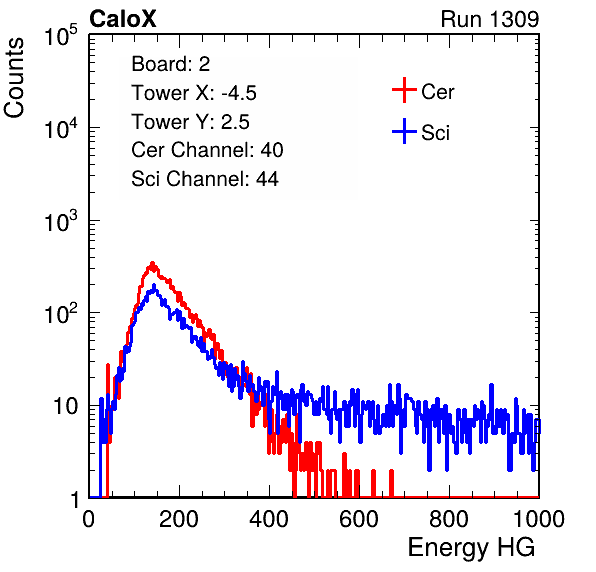 CaloX Run 1309
Counts
10^5
10^4
10^3
10^2
10
1
Board: 2
Tower X: -4.5
Tower Y: 2.5
Cer Channel: 40
Sci Channel: 44
Cer
Sci
0 200 400 600 800 1000
Energy HG